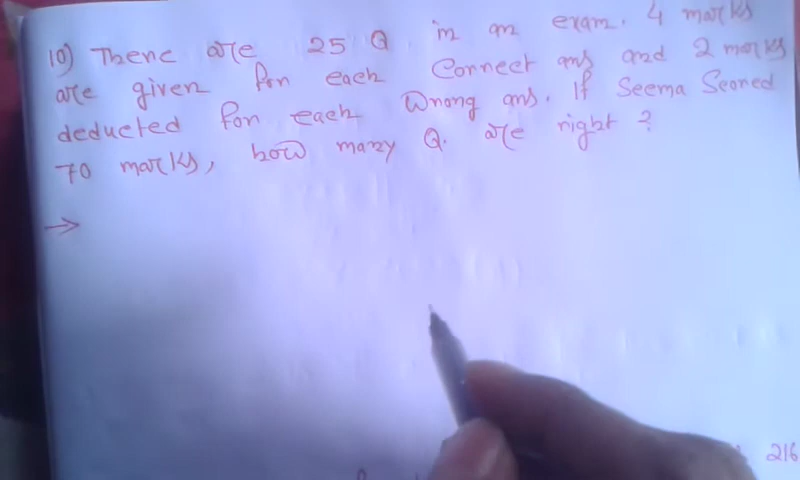 10) There are 25 Q in an exam. 4 marks
are given for each correct ans and 2 marks
deducted for each wrong ans. If Seema Scored
70 marks, how many Q. are right?
→
216